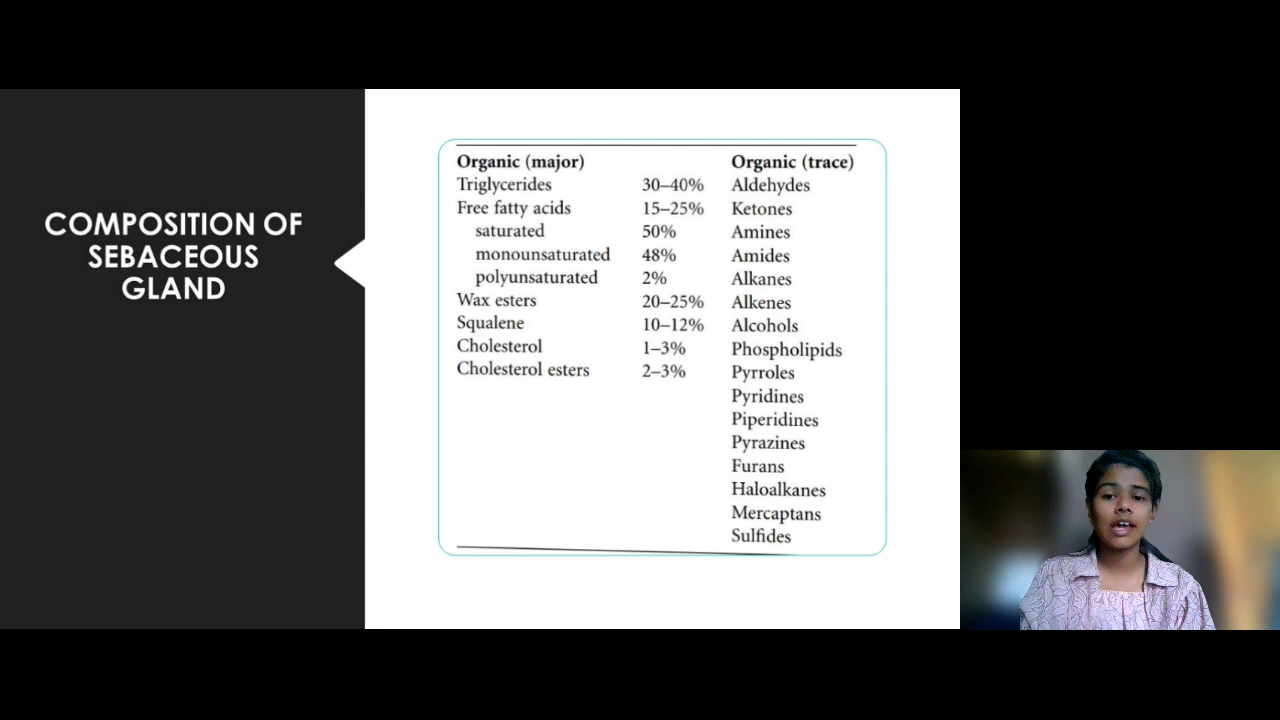 COMPOSITION OF
SEBACEOUS
GLAND
Organic (major) Organic (trace)
Triglycerides 30–40% Aldehydes
Free fatty acids 15–25% Ketones
saturated 50% Amines
monounsaturated 48% Amides
polyunsaturated 2% Alkanes
Wax esters 20–25% Alkenes
Squalene 10–12% Alcohols
Cholesterol 1–3% Phospholipids
Cholesterol esters 2–3% Pyrroles
Pyridines
Piperidines
Pyrazines
Furans
Haloalkanes
Mercaptans
Sulfides